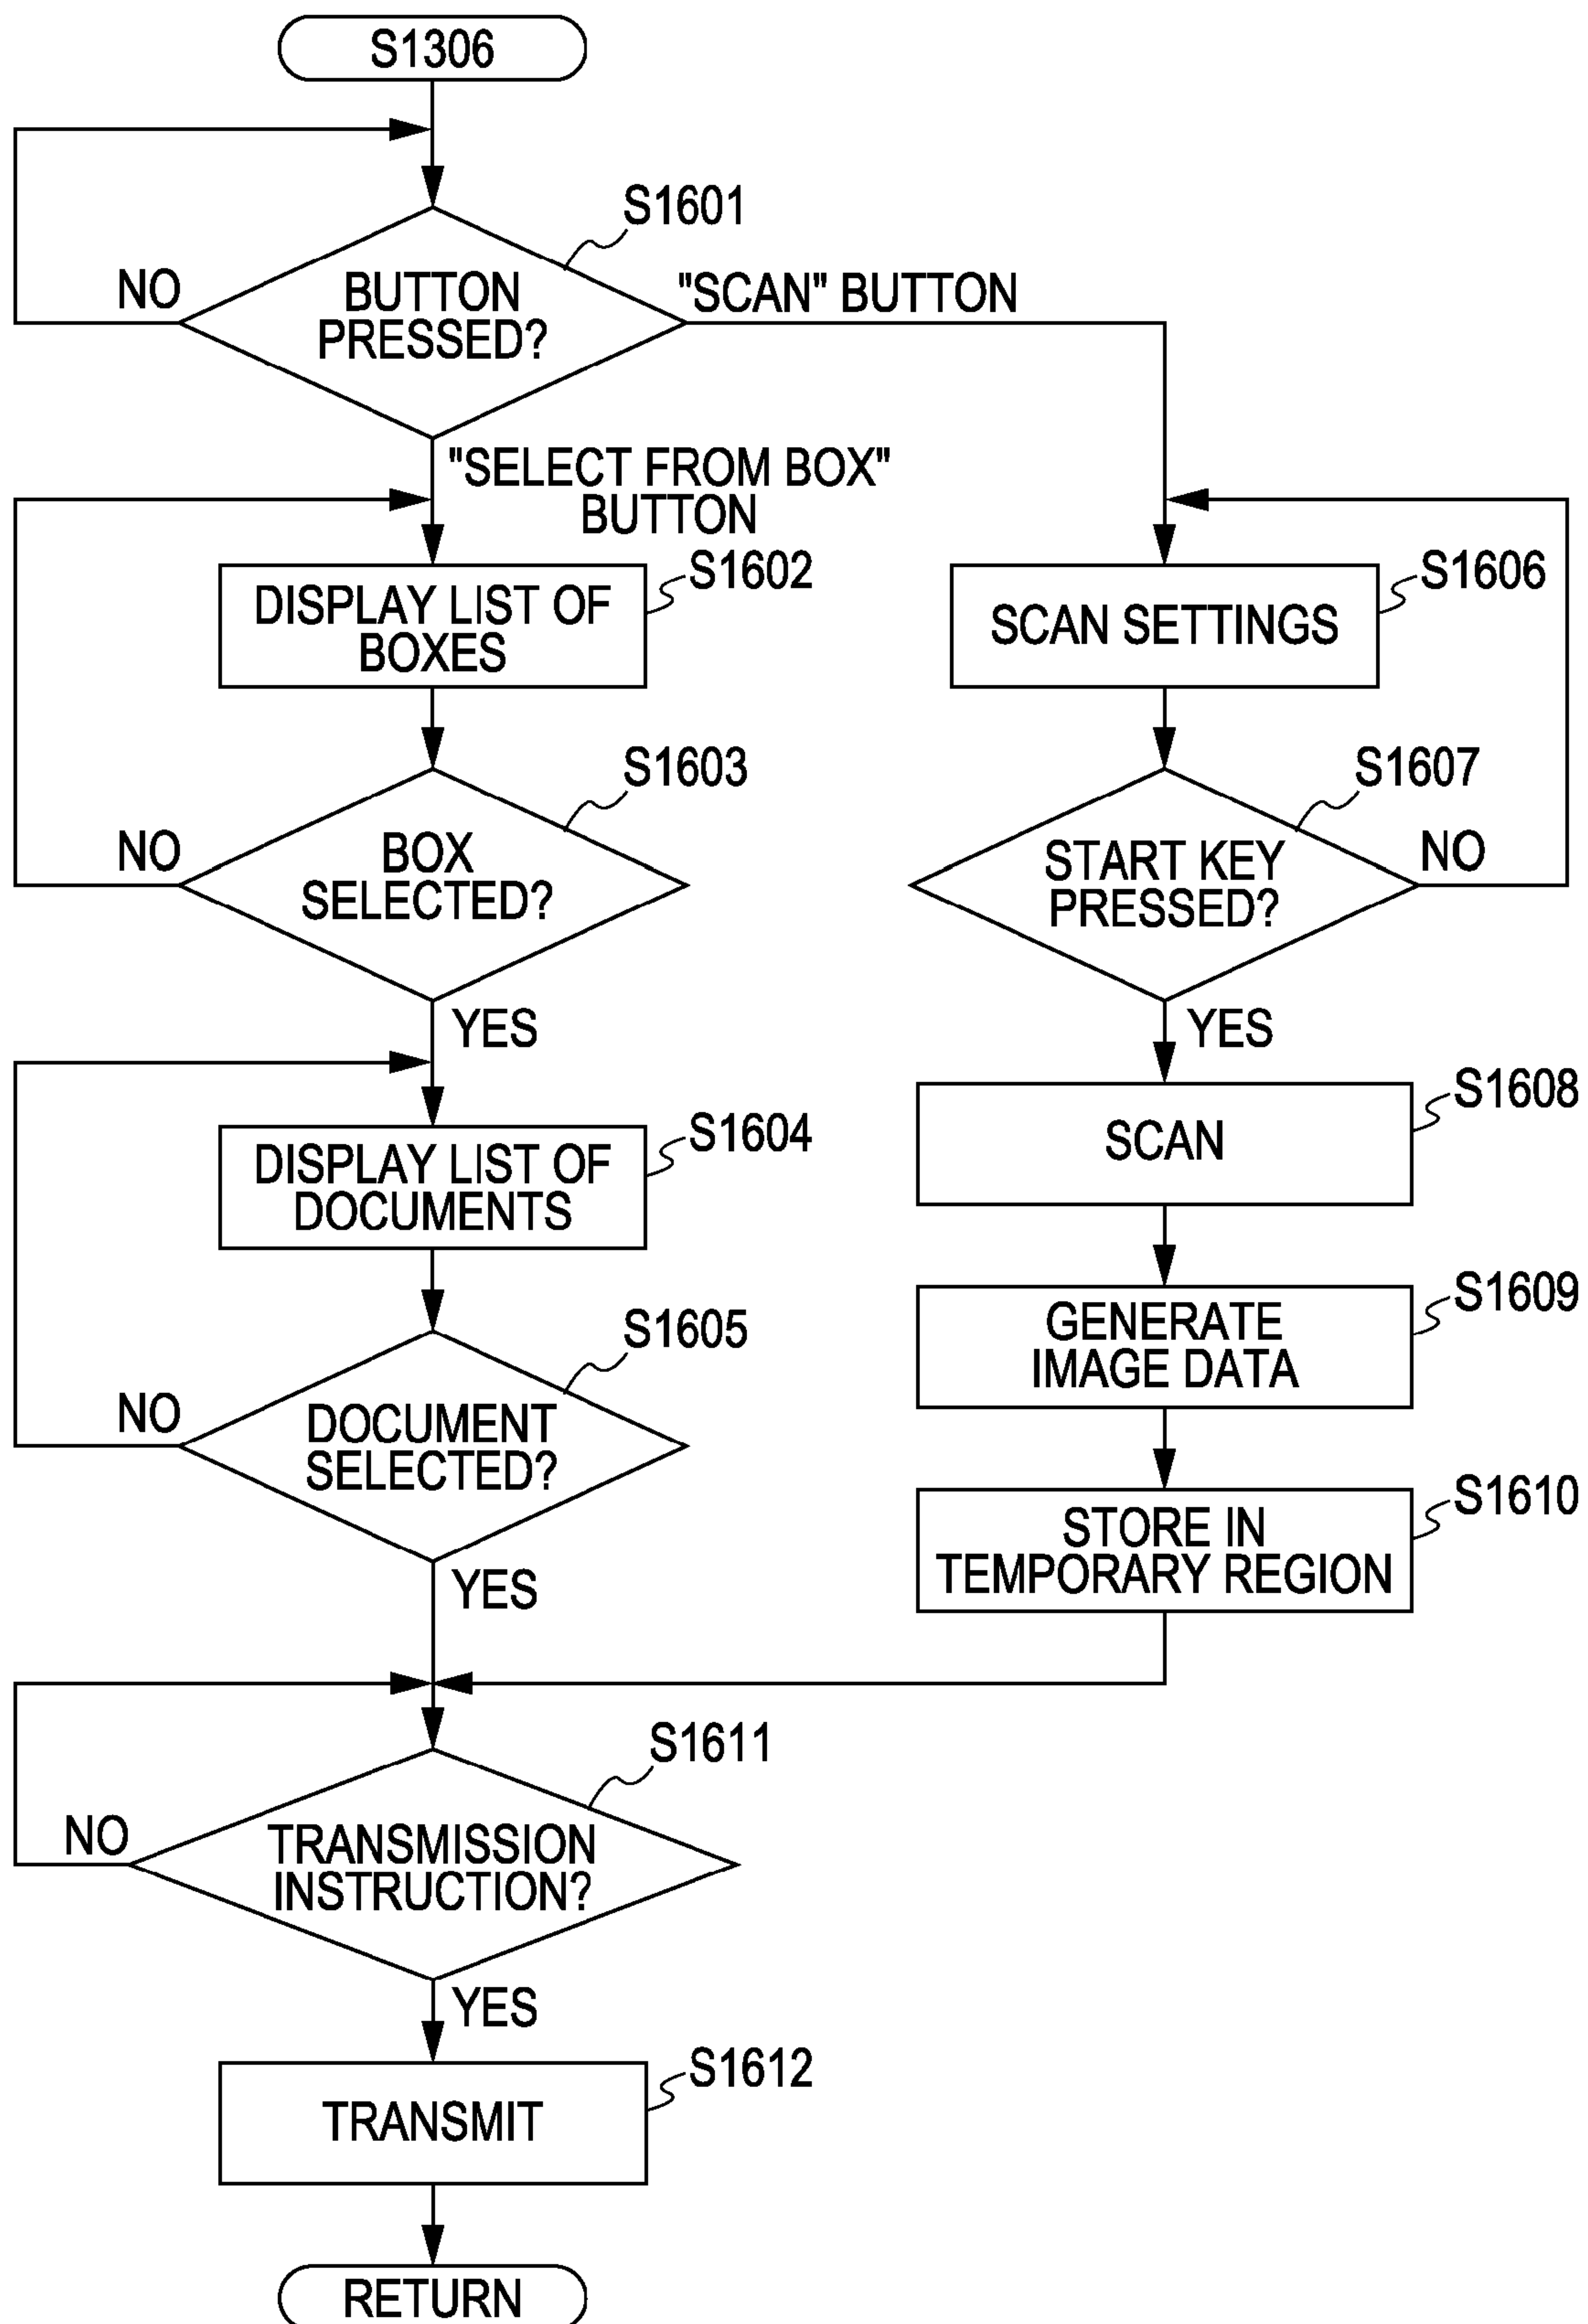 S1306
S1601
NO
BUTTON
PRESSED?
"SCAN" BUTTON
"SELECT FROM BOX"
BUTTON
S1602
DISPLAY LIST OF
BOXES
S1606
SCAN SETTINGS
S1603
NO
BOX
SELECTED?
YES
S1607
START KEY
PRESSED?
NO
YES
S1604
DISPLAY LIST OF
DOCUMENTS
S1608
SCAN
S1605
NO
DOCUMENT
SELECTED?
YES
S1609
GENERATE
IMAGE DATA
S1610
STORE IN
TEMPORARY REGION
S1611
NO
TRANSMISSION
INSTRUCTION?
YES
S1612
TRANSMIT
RETURN